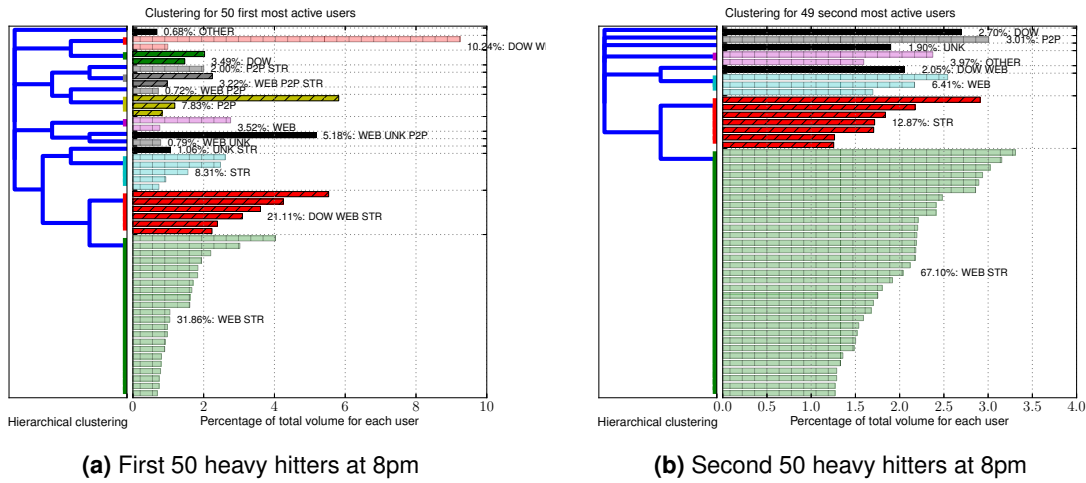 Clustering for 50 first most active users
0.68%: OTHER
10.24%: DOW W
3.49%: DOW
2.00%: P2P STR
3.22%: WEB P2P STR
0.72%: WEB P2P
7.83%: P2P
3.52%: WEB
5.18%: WEB UNK P2P
0.79%: WEB UNK
1.06%: UNK STR
8.31%: STR
21.11%: DOW WEB STR
31.86%: WEB STR
0 2 4 6 8 10
Hierarchical clustering
Percentage of total volume for each user
(a) First 50 heavy hitters at 8pm
Clustering for 49 second most active users
2.70%: DOW
3.01%: P2P
1.90%: UNK
3.97%: OTHER
2.05%: DOW WEB
6.41%: WEB
12.87%: STR
67.10%: WEB STR
0.0 0.5 1.0 1.5 2.0 2.5 3.0 3.5 4.0
Hierarchical clustering
Percentage of total volume for each user
(b) Second 50 heavy hitters at 8pm